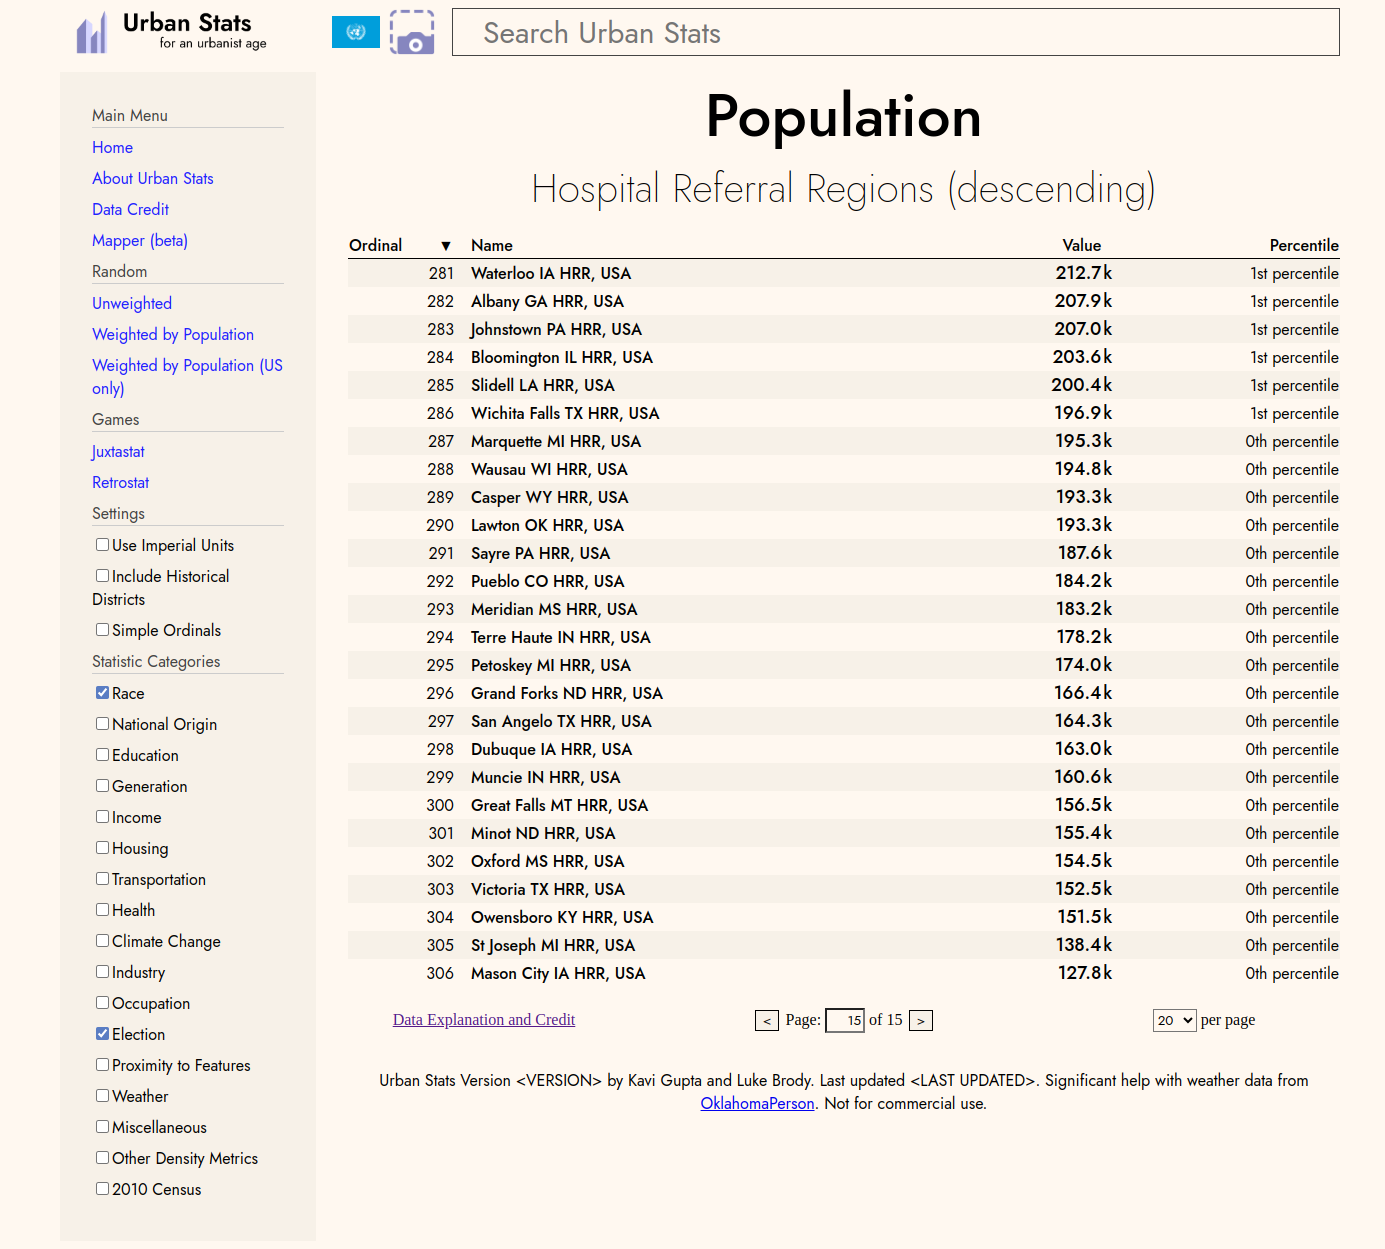 Urban Stats
for an urbanist age
Search Urban Stats
Main Menu
Home
About Urban Stats
Data Credit
Mapper (beta)
Random
Unweighted
Weighted by Population
Weighted by Population (US
only)
Games
Juxtastat
Retrostat
Settings
Use Imperial Units
Include Historical
Districts
Simple Ordinals
Statistic Categories
Race
National Origin
Education
Generation
Income
Housing
Transportation
Health
Climate Change
Industry
Occupation
Election
Proximity to Features
Weather
Miscellaneous
Other Density Metrics
2010 Census
Population
Hospital Referral Regions (descending)
Ordinal ▼ Name Value Percentile
281 Waterloo IA HRR, USA 212.7k 1st percentile
282 Albany GA HRR, USA 207.9k 1st percentile
283 Johnstown PA HRR, USA 207.0k 1st percentile
284 Bloomington IL HRR, USA 203.6k 1st percentile
285 Slidell LA HRR, USA 200.4k 1st percentile
286 Wichita Falls TX HRR, USA 196.9k 1st percentile
287 Marquette MI HRR, USA 195.3k 0th percentile
288 Wausau WI HRR, USA 194.8k 0th percentile
289 Casper WY HRR, USA 193.3k 0th percentile
290 Lawton OK HRR, USA 193.3k 0th percentile
291 Sayre PA HRR, USA 187.6k 0th percentile
292 Pueblo CO HRR, USA 184.2k 0th percentile
293 Meridian MS HRR, USA 183.2k 0th percentile
294 Terre Haute IN HRR, USA 178.2k 0th percentile
295 Petoskey MI HRR, USA 174.0k 0th percentile
296 Grand Forks ND HRR, USA 166.4k 0th percentile
297 San Angelo TX HRR, USA 164.3k 0th percentile
298 Dubuque IA HRR, USA 163.0k 0th percentile
299 Muncie IN HRR, USA 160.6k 0th percentile
300 Great Falls MT HRR, USA 156.5k 0th percentile
301 Minot ND HRR, USA 155.4k 0th percentile
302 Oxford MS HRR, USA 154.5k 0th percentile
303 Victoria TX HRR, USA 152.5k 0th percentile
304 Owensboro KY HRR, USA 151.5k 0th percentile
305 St Joseph MI HRR, USA 138.4k 0th percentile
306 Mason City IA HRR, USA 127.8k 0th percentile
Data Explanation and Credit < Page: 15 of 15 > 20 per page
Urban Stats Version <VERSION> by Kavi Gupta and Luke Brody. Last updated <LAST UPDATED>. Significant help with weather data from
OklahomaPerson. Not for commercial use.